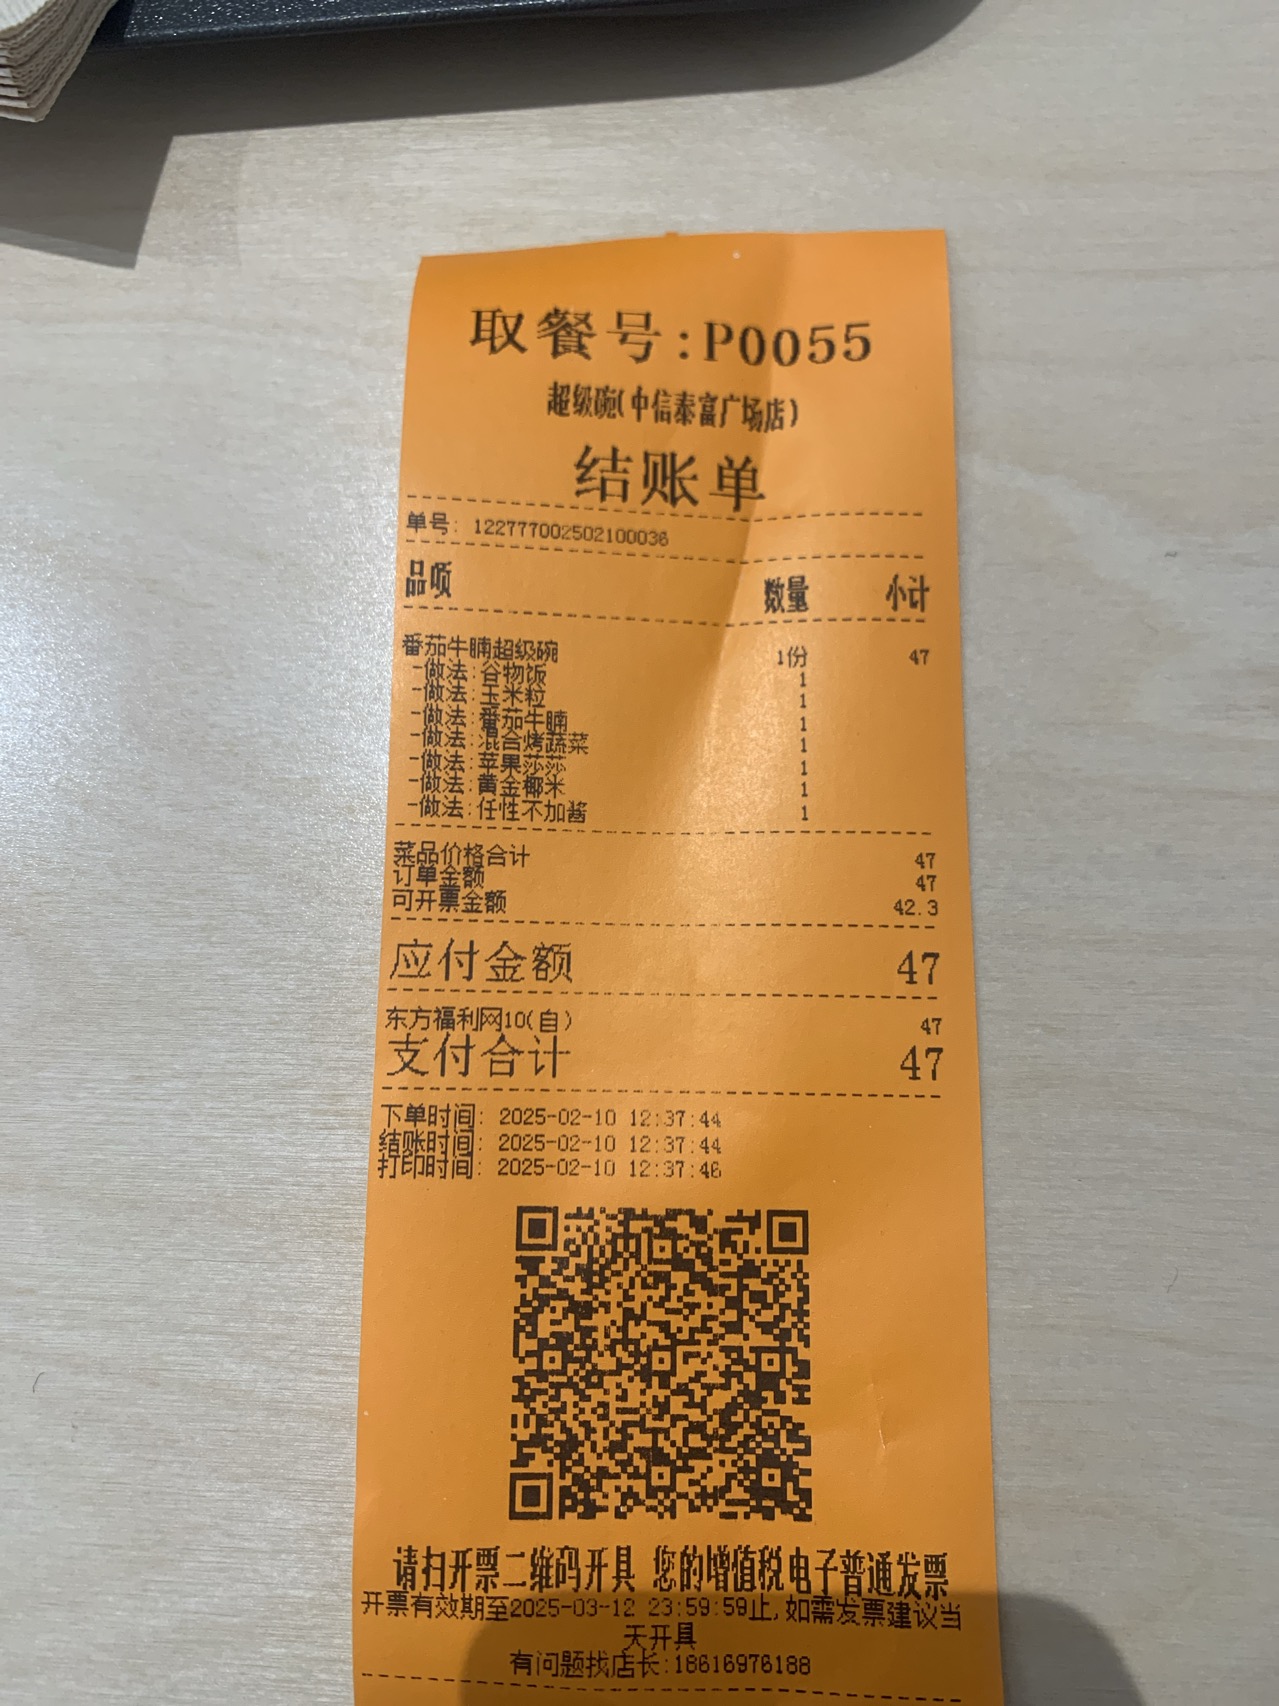 取餐号:P0055
超级碗(中信泰富广场店)
结账单
单号: 122777002502100036
品项 数量 小计
番茄牛腩超级碗 1份 47
-做法:谷物饭 1
-做法:玉米粒 1
-做法:番茄牛腩 1
-做法:混合烤蔬菜 1
-做法:苹果莎莎 1
-做法:黄金椰米 1
-做法:任性不加酱 1
菜品价格合计 47
订单金额 47
可开票金额 42.3
应付金额 47
东方福利网10(自) 47
支付合计 47
下单时间: 2025-02-10 12:37:44
结账时间: 2025-02-10 12:37:44
打印时间: 2025-02-10 12:37:46
请扫开票二维码开具 您的增值税电子普通发票
开票有效期至2025-03-12 23:59:59止,如需发票建议当
天开具
有问题找店长:18616976188